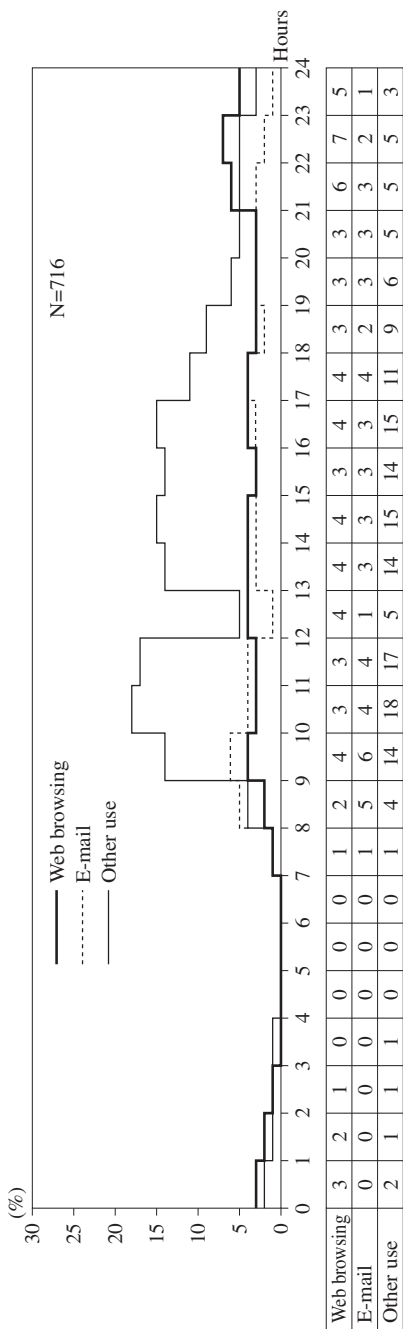 (%)
30
25
20
15
10
5
0
Web browsing
E-mail
Other use
N=716
0 1 2 3 4 5 6 7 8 9 10 11 12 13 14 15 16 17 18 19 20 21 22 23 24
Hours
Web browsing 3 2 1 0 0 0 0 1 2 4 3 3 4 4 4 3 4 4 3 3 3 6 7 5
E-mail 0 0 0 0 0 0 0 1 5 6 4 4 1 3 3 3 3 4 2 3 3 3 2 1
Other use 2 1 1 1 0 0 0 1 4 14 18 17 5 14 15 14 15 11 9 6 5 5 5 3